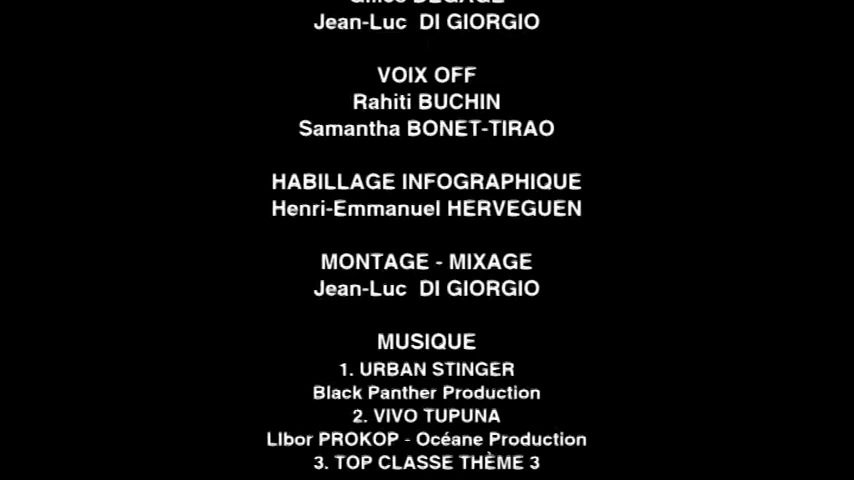 Gilles DEGAGE
Jean-Luc DI GIORGIO
VOIX OFF
Rahiti BUCHIN
Samantha BONET-TIRAO
HABILLAGE INFOGRAPHIQUE
Henri-Emmanuel HERVEGUEN
MONTAGE - MIXAGE
Jean-Luc DI GIORGIO
MUSIQUE
1. URBAN STINGER
Black Panther Production
2. VIVO TUPUNA
LIbor PROKOP - Océane Production
3. TOP CLASSE THÈME 3